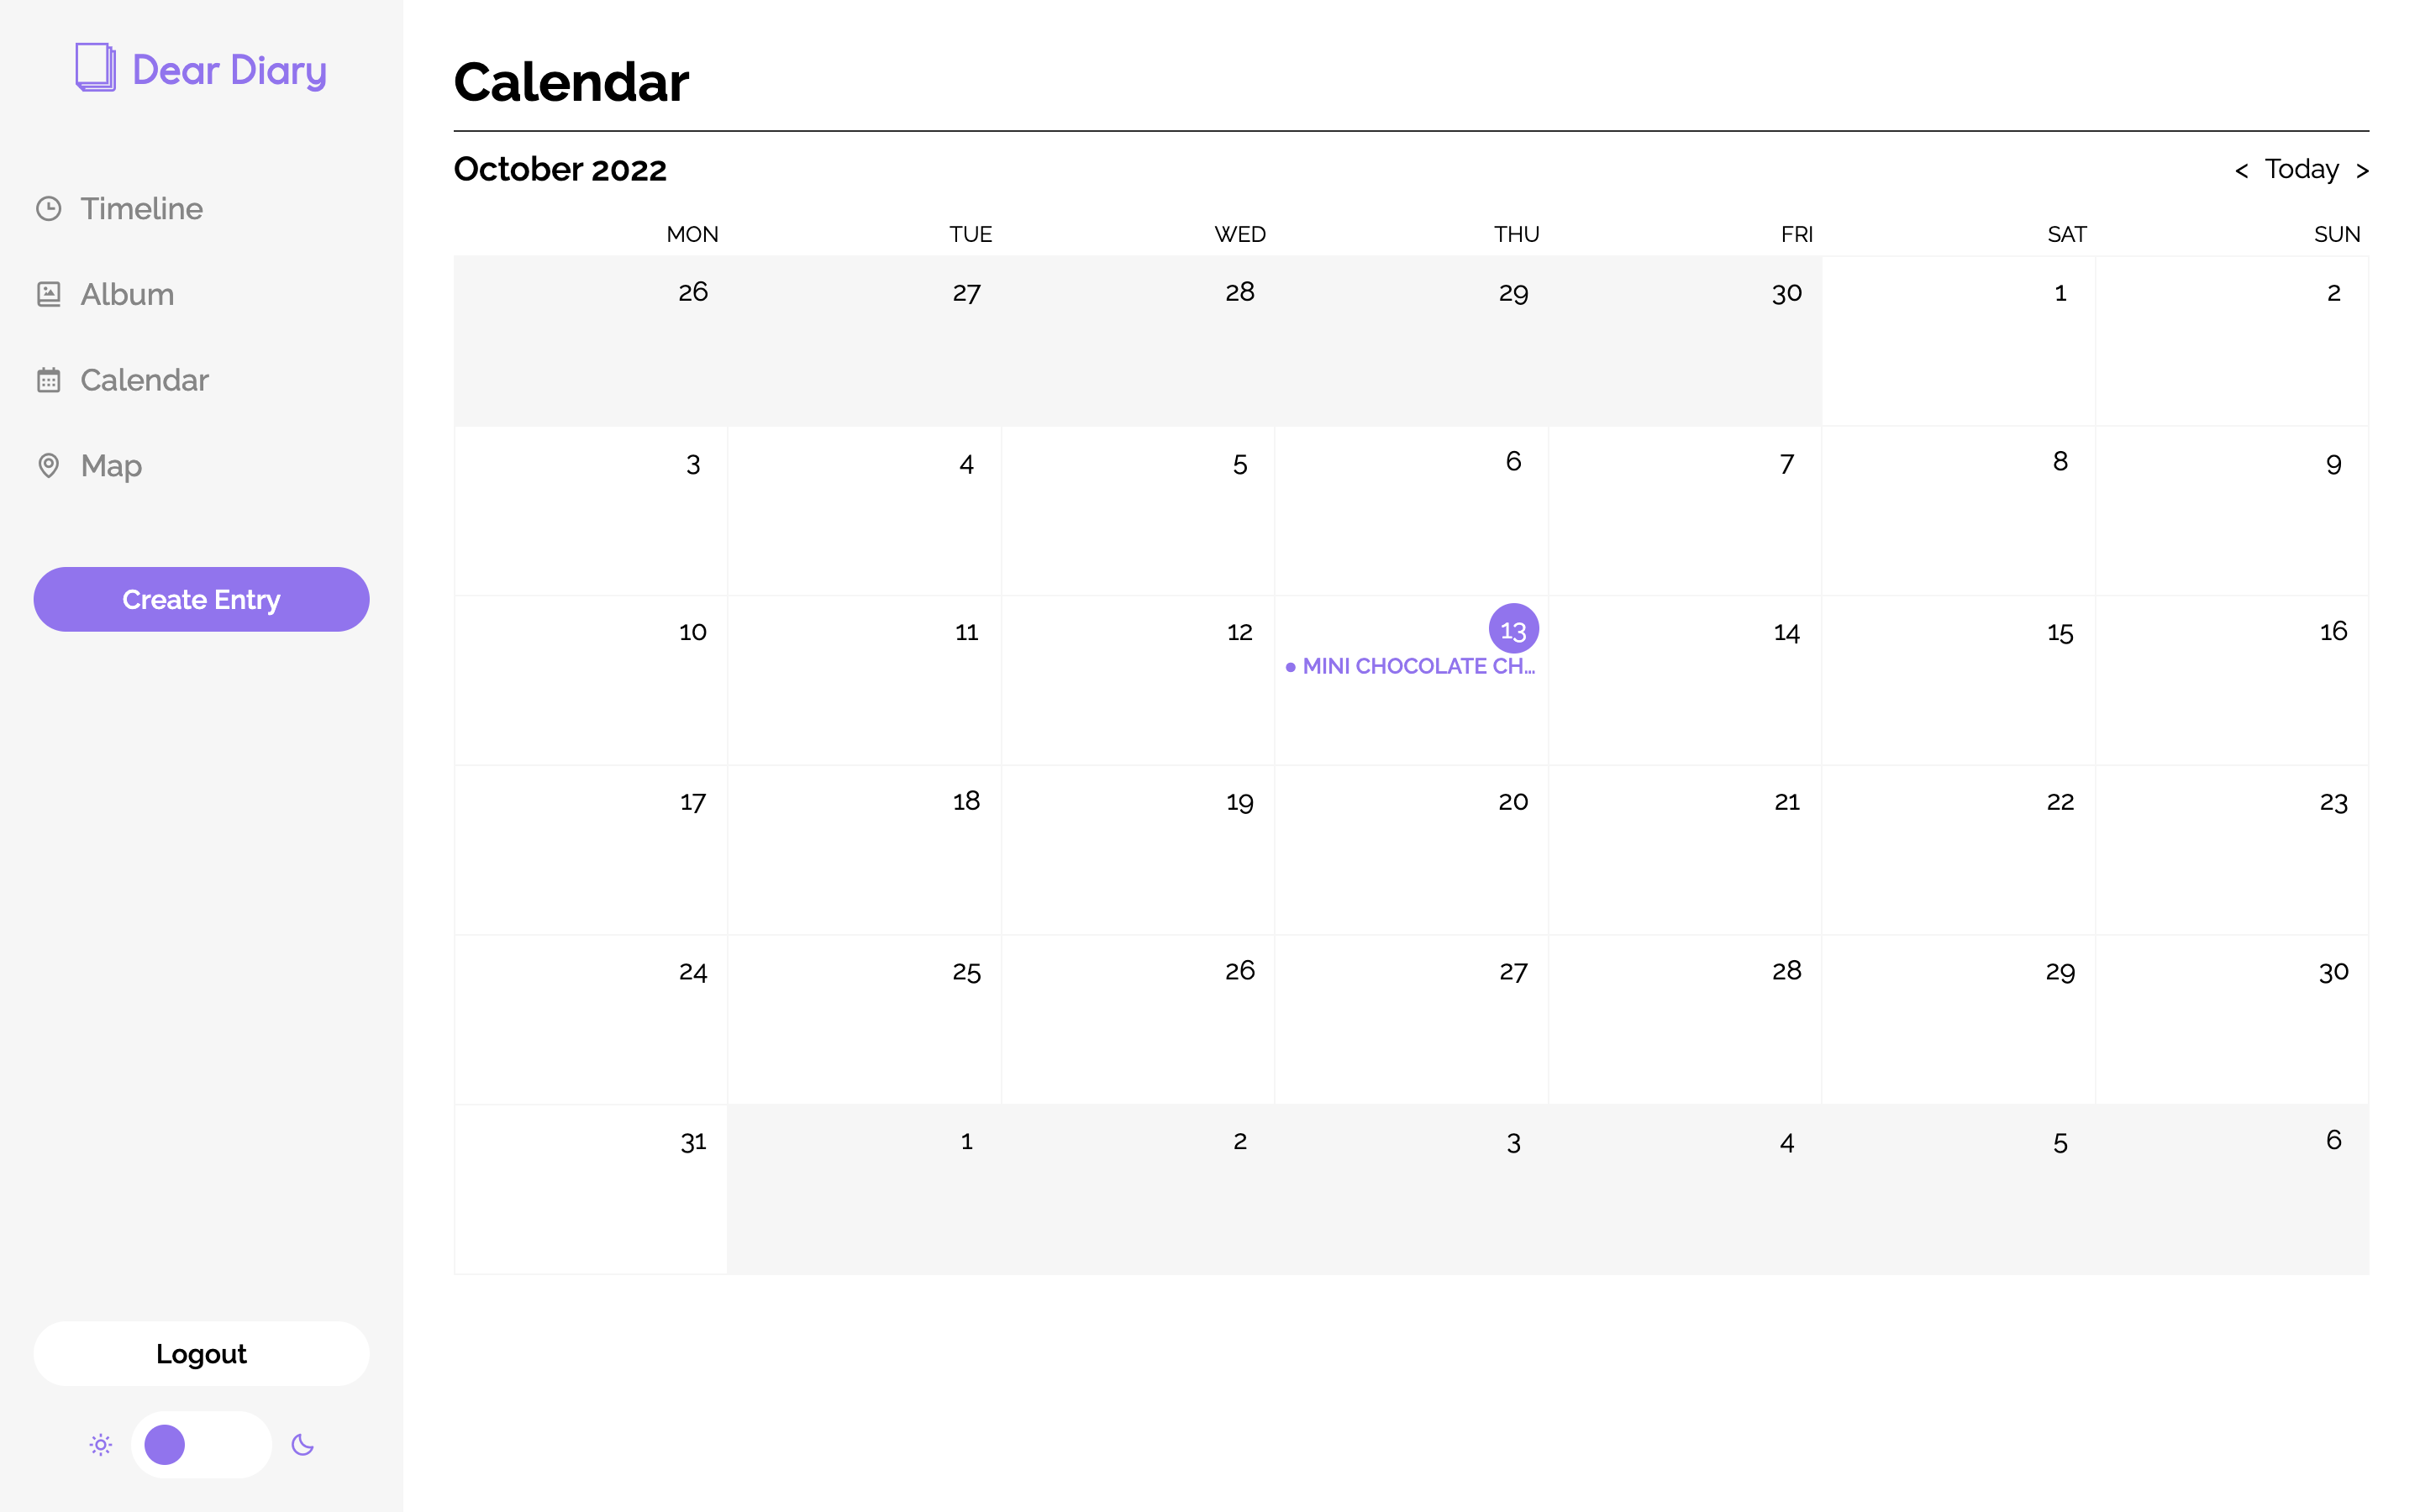 Dear Diary
Timeline
Album
Calendar
Map
Create Entry
Logout
Calendar
October 2022
< Today >
MON TUE WED THU FRI SAT SUN
26 27 28 29 30 1 2
3 4 5 6 7 8 9
10 11 12 13 14 15 16
MINI CHOCOLATE CH...
17 18 19 20 21 22 23
24 25 26 27 28 29 30
31 1 2 3 4 5 6